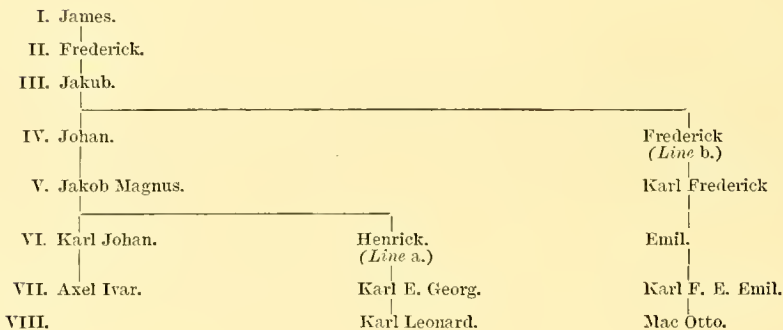 I. James.
II. Frederick.
III. Jakub.
IV. Johan. Frederick
(Line b.)
V. Jakob Magnus. Karl Frederick
VI. Karl Johan. Henrick. Emil.
(Line a.)
VII. Axel Ivar. Karl E. Georg. Karl F. E. Emil.
VIII. Karl Leonard. Mac Otto.